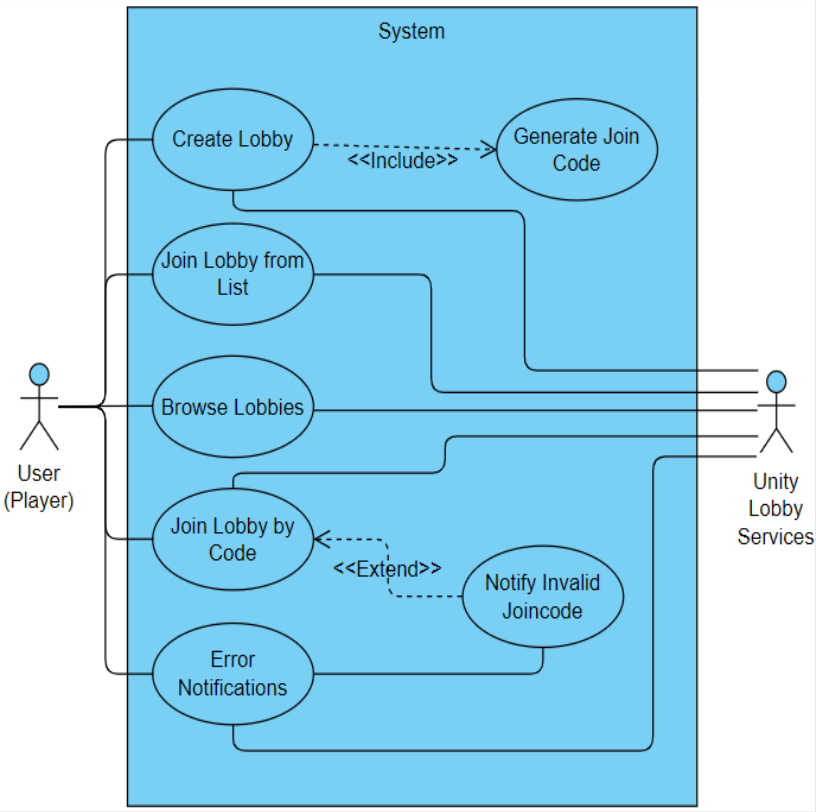 System
Create Lobby
<<Include>>
Generate Join
Code
Join Lobby from
List
Browse Lobbies
User
(Player)
Unity
Lobby
Services
Join Lobby by
Code
<<Extend>>
Notify Invalid
Joincode
Error
Notifications